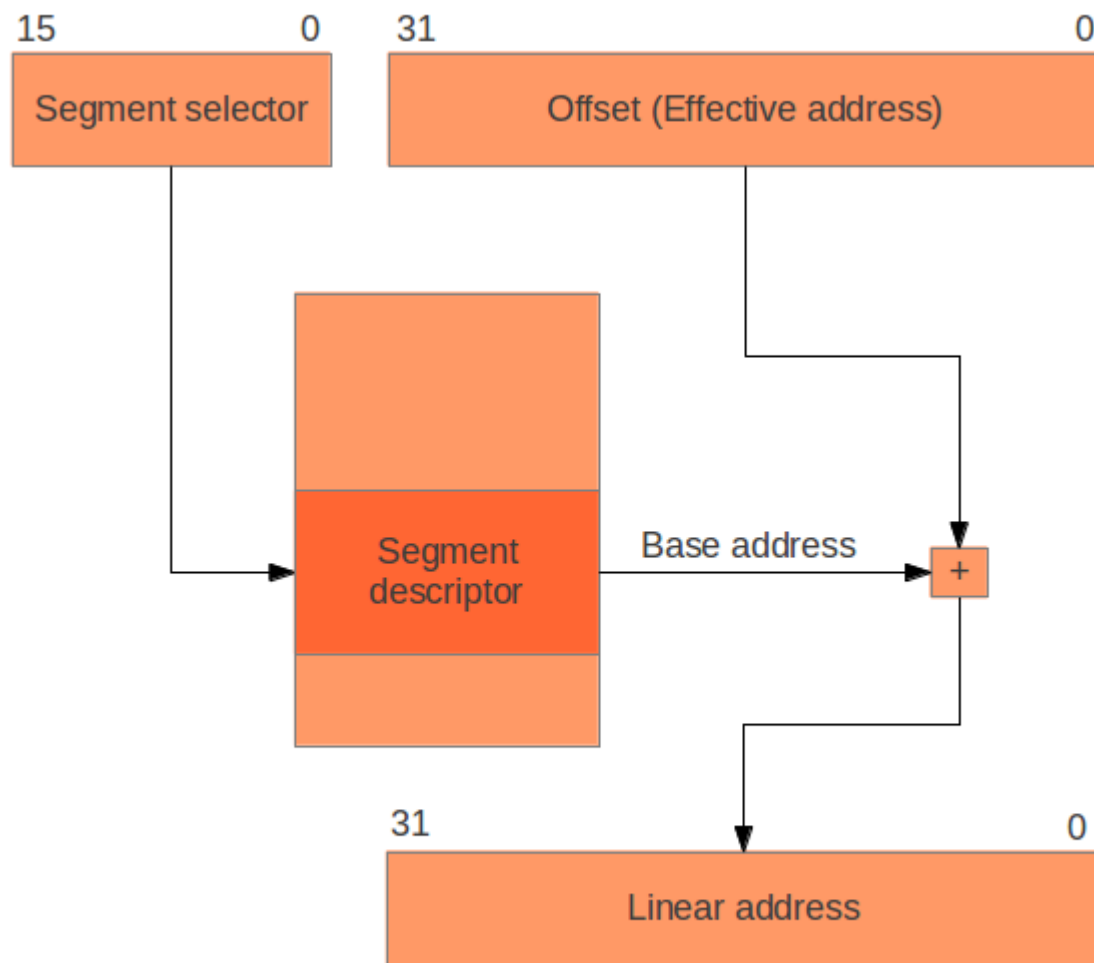 15
0
31
0
Segment selector
Offset (Effective address)
Segment
descriptor
Base address
+
31
0
Linear address